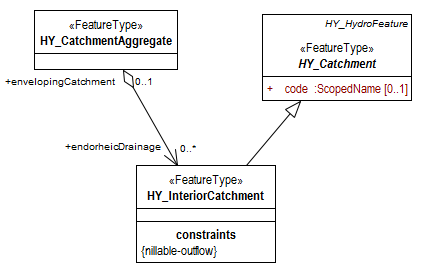 «FeatureType»
HY_CatchmentAggregate
HY_HydroFeature
«FeatureType»
HY_Catchment
+ code :ScopedName [0..1]
+envelopingCatchment
0..1
+endorheicDrainage
0..*
«FeatureType»
HY_InteriorCatchment
constraints
{nillable-outflow}